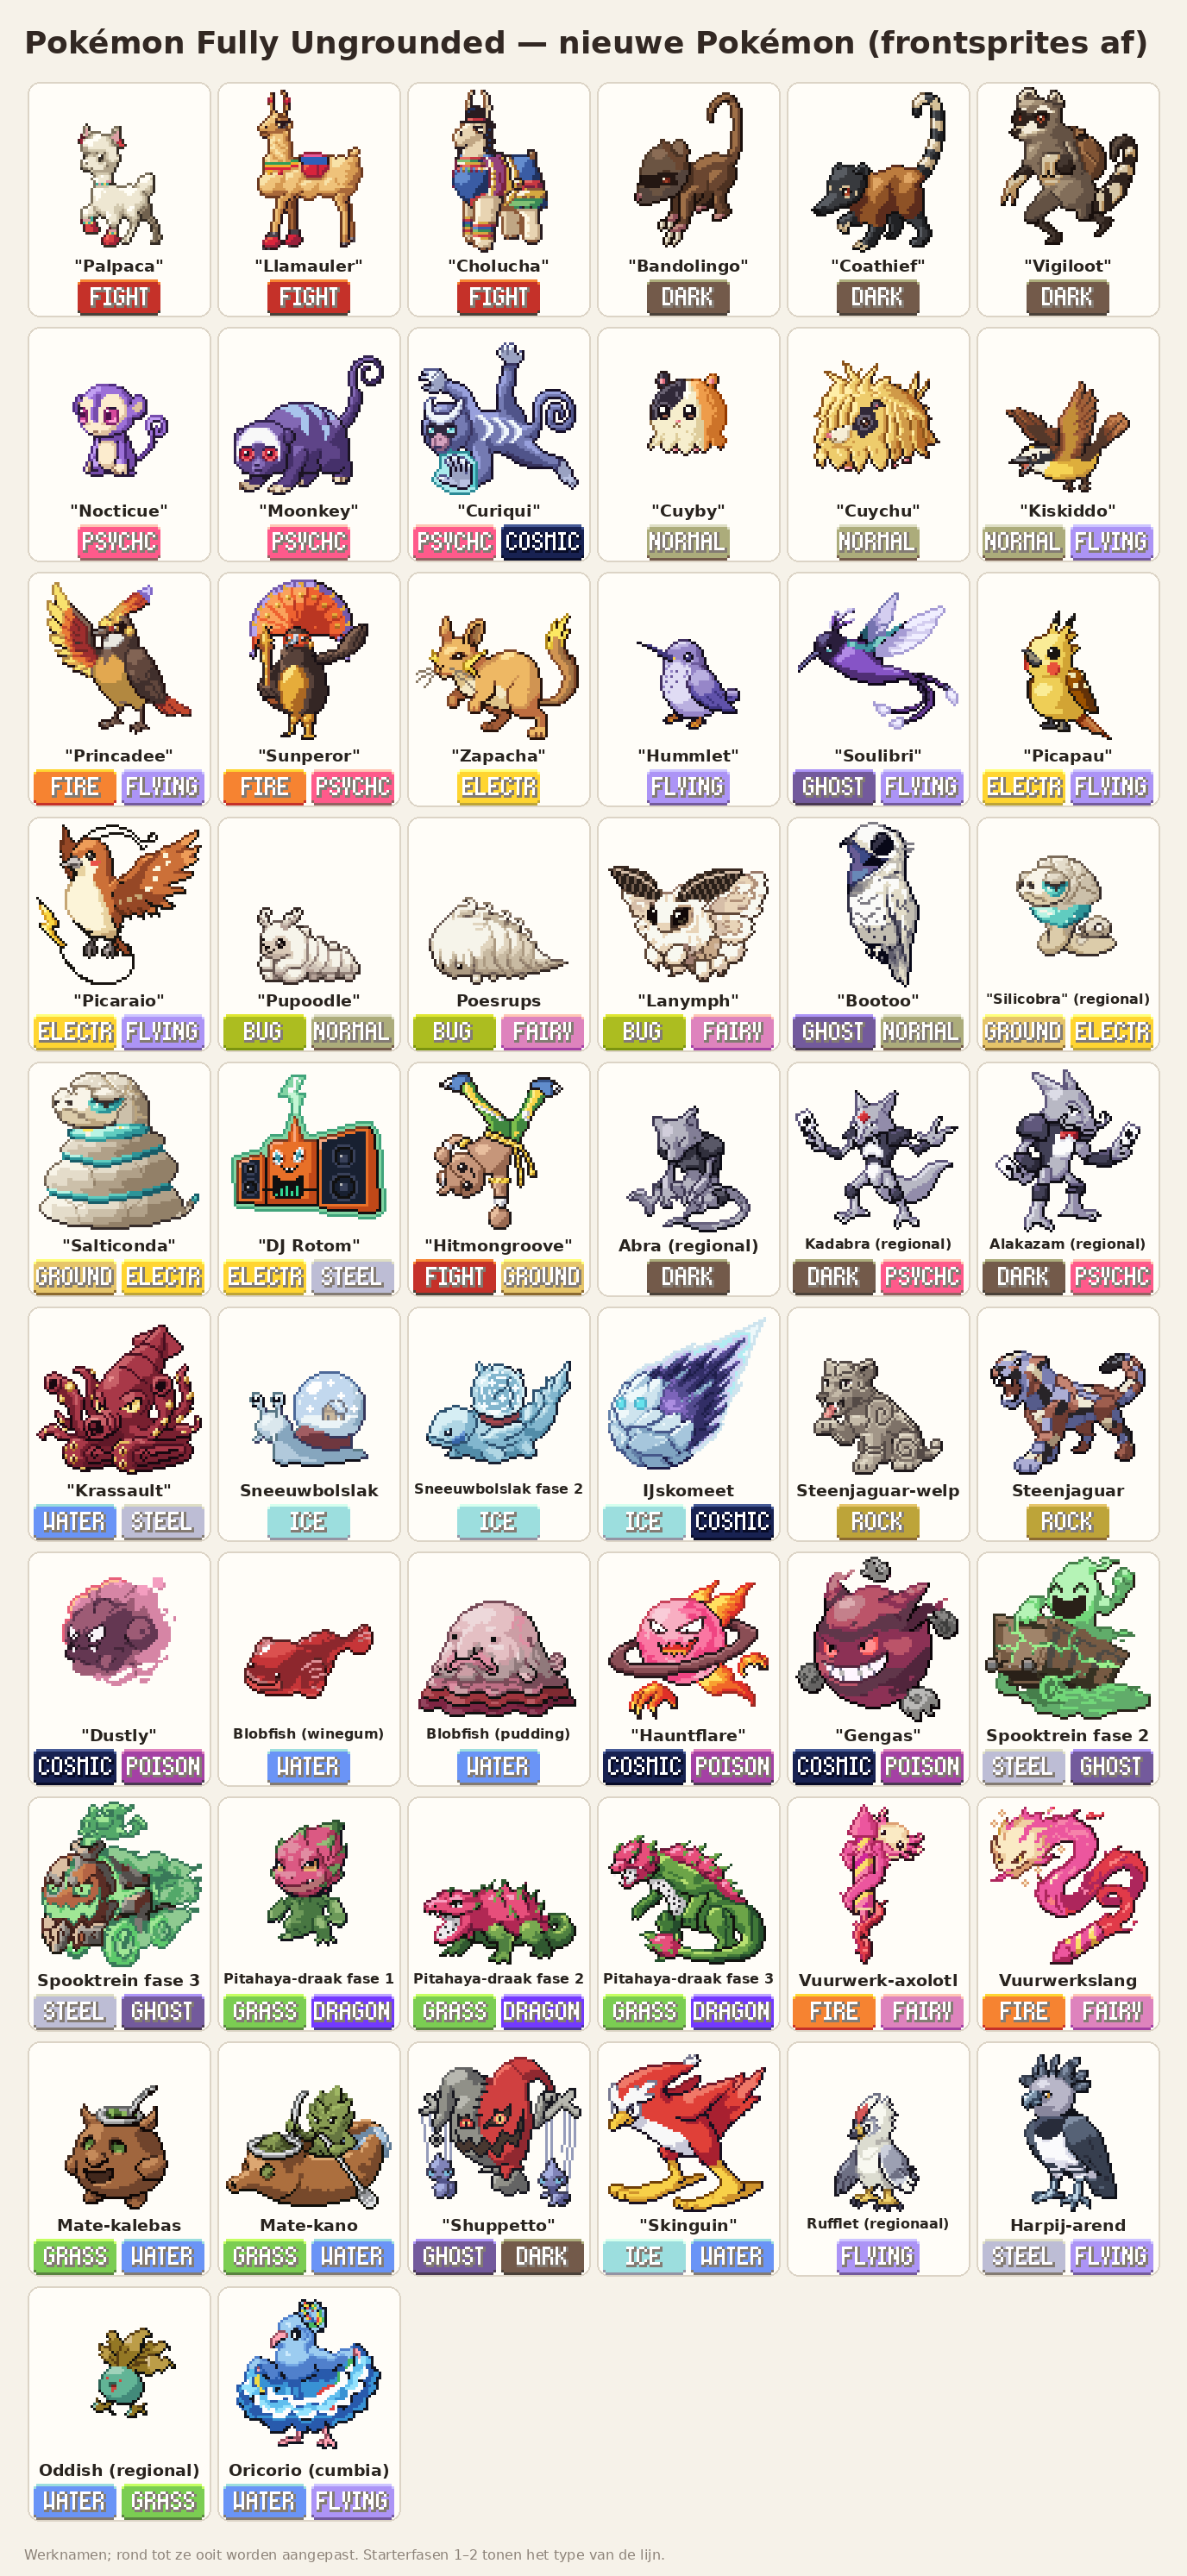 Pokémon Fully Ungrounded — nieuwe Pokémon (frontsprites af)
"Palpaca" "Llamauler" "Cholucha" "Bandolingo" "Coathief" "Vigiloot"
FIGHT FIGHT FIGHT DARK DARK DARK
"Nocticue" "Moonkey" "Curiqui" "Cuyby" "Cuychu" "Kiskiddo"
PSYCHC PSYCHC PSYCHC COSMIC NORMAL NORMAL NORMAL FLYING
"Princadee" "Sunperor" "Zapacha" "Hummlet" "Soulibri" "Picapau"
FIRE FLYING FIRE PSYCHC ELECTR FLYING GHOST FLYING ELECTR FLYING
"Picaraio" "Pupoodle" Poesrups "Lanymph" "Bootoo" "Silicobra" (regional)
ELECTR FLYING BUG NORMAL BUG FAIRY BUG FAIRY GHOST NORMAL GROUND ELECTR
"Salticonda" "DJ Rotom" "Hitmongroove" Abra (regional) Kadabra (regional) Alakazam (regional)
GROUND ELECTR ELECTR STEEL FIGHT GROUND DARK DARK PSYCHC DARK PSYCHC
"Krassault" Sneeuwbolslak Sneeuwbolslak fase 2 IJskomeet Steenjaguar-welp Steenjaguar
WATER STEEL ICE ICE ICE COSMIC ROCK ROCK
"Dustly" Blobfish (winegum) Blobfish (pudding) "Hauntflare" "Gengas" Spooktrein fase 2
COSMIC POISON WATER WATER COSMIC POISON COSMIC POISON STEEL GHOST
Spooktrein fase 3 Pitahaya-draak fase 1 Pitahaya-draak fase 2 Pitahaya-draak fase 3 Vuurwerk-axolotl Vuurwerkslang
STEEL GHOST GRASS DRAGON GRASS DRAGON GRASS DRAGON FIRE FAIRY FIRE FAIRY
Mate-kalebas Mate-kano "Shuppetto" "Skinguin" Rufflet (regionaal) Harpij-arend
GRASS WATER GRASS WATER GHOST DARK ICE WATER FLYING STEEL FLYING
Oddish (regional) Oricorio (cumbia)
WATER GRASS WATER FLYING
Werknamen; rond tot ze ooit worden aangepast. Starterfasen 1–2 tonen het type van de lijn.